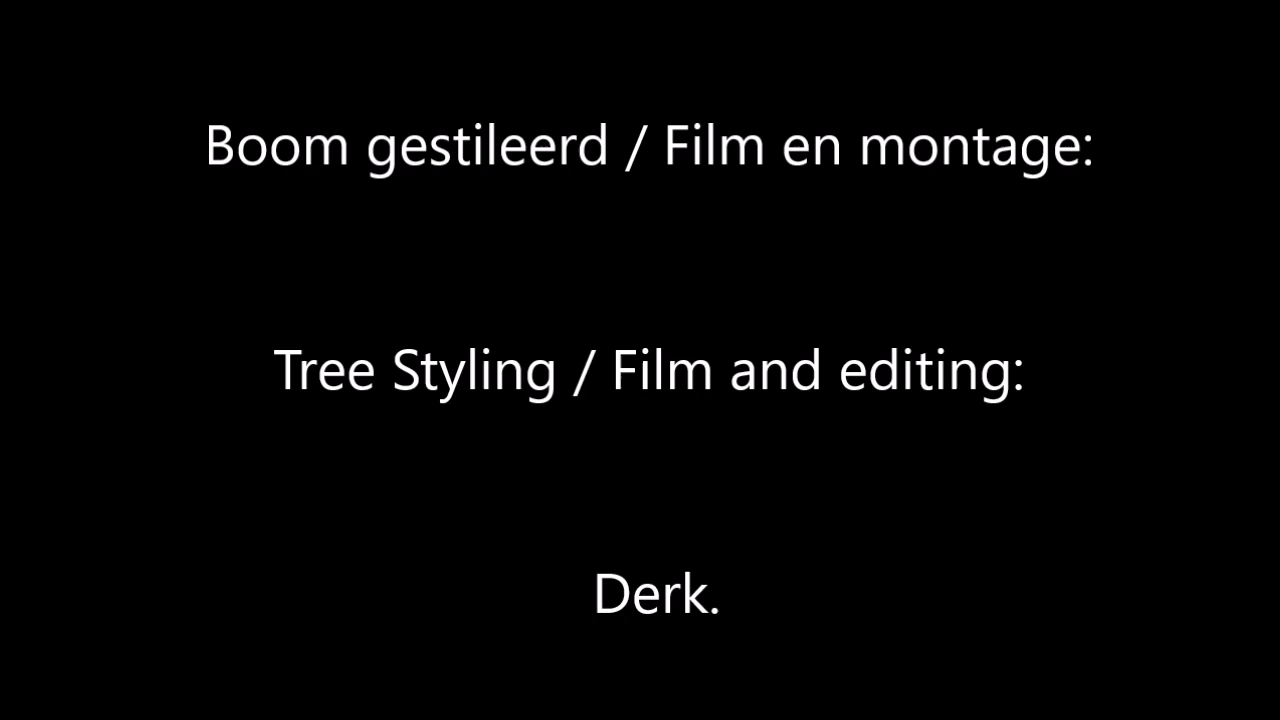 Boom gestileerd / Film en montage:
Tree Styling / Film and editing:
Derk.